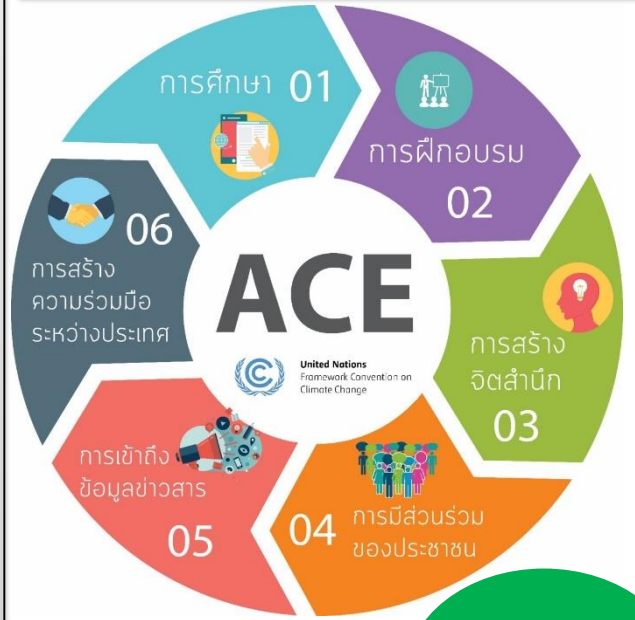 การศึกษา 01
การฝึกอบรม
02
การสร้าง
จิตสำนึก
03
04 การมีส่วนร่วม
ของประชาชน
การเข้าถึง
ข้อมูลข่าวสาร
05
06
การสร้าง
ความร่วมมือ
ระหว่างประเทศ
ACE
United Nations
Framework Convention on
Climate Change